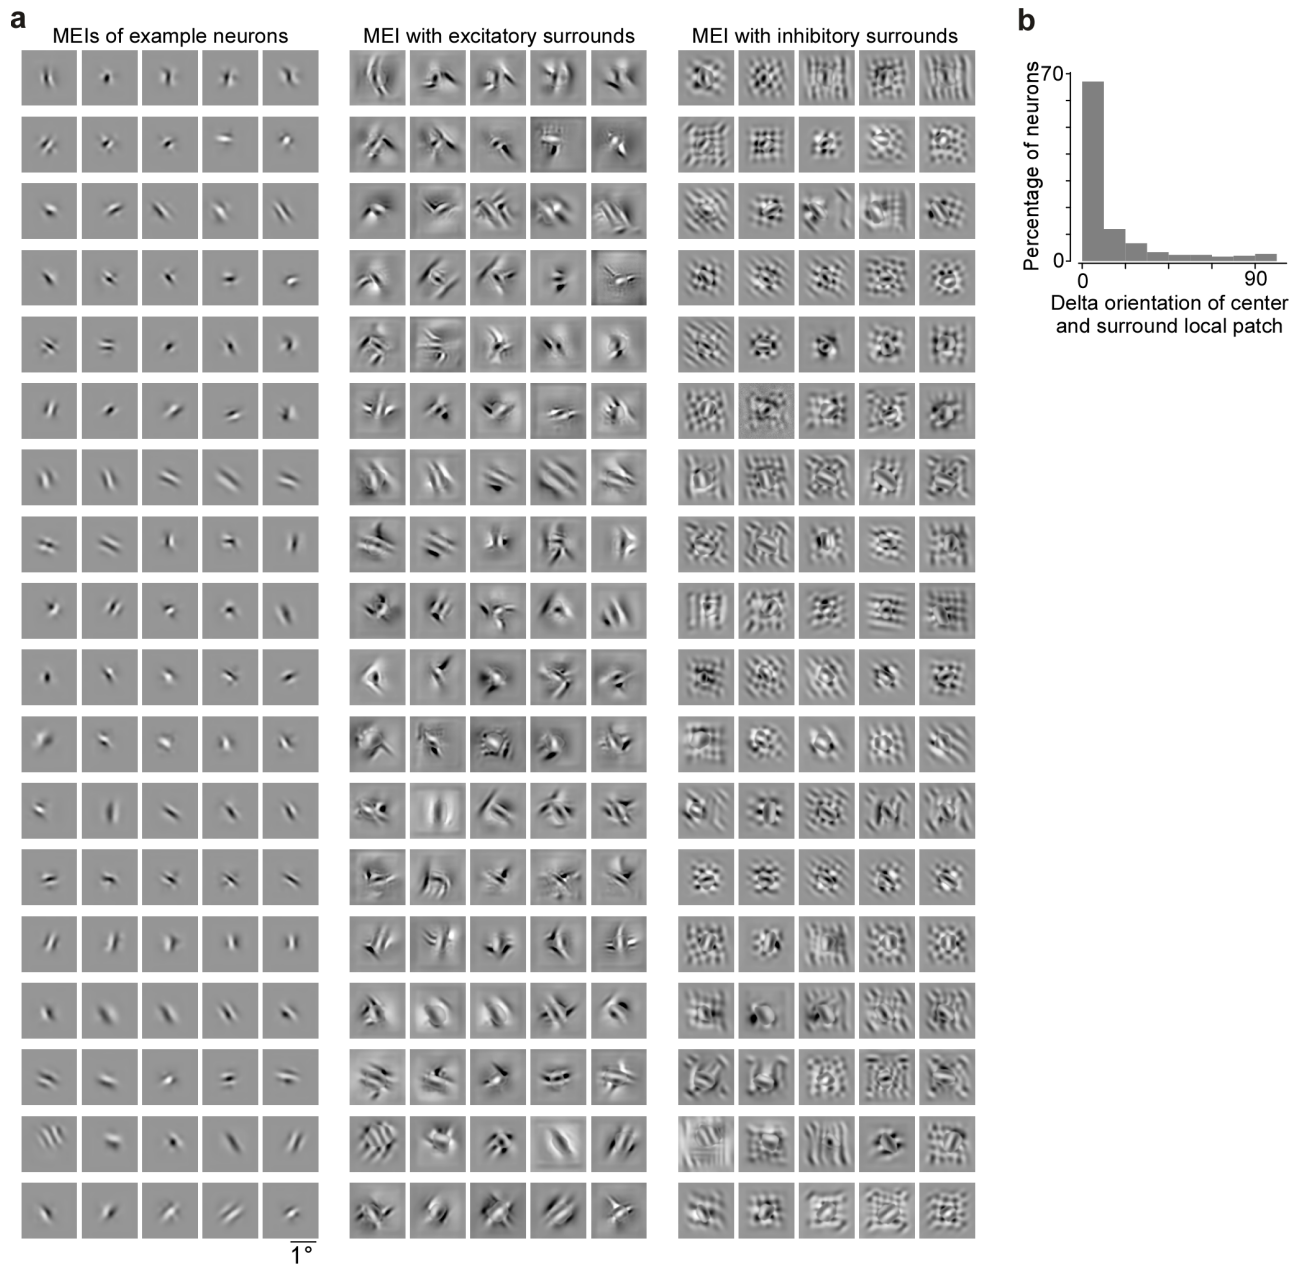 a
MEIs of example neurons
MEI with excitatory surrounds
MEI with inhibitory surrounds
1°
b
70
0
Percentage of neurons
0
90
Delta orientation of center
and surround local patch